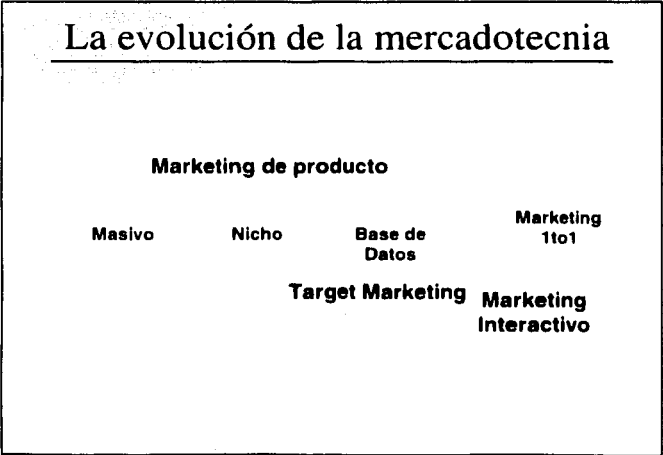 La evolución de la mercadotecnia
Marketing de producto
Masivo
Nicho
Base de
Datos
Marketing
1to1
Target Marketing
Marketing
Interactivo